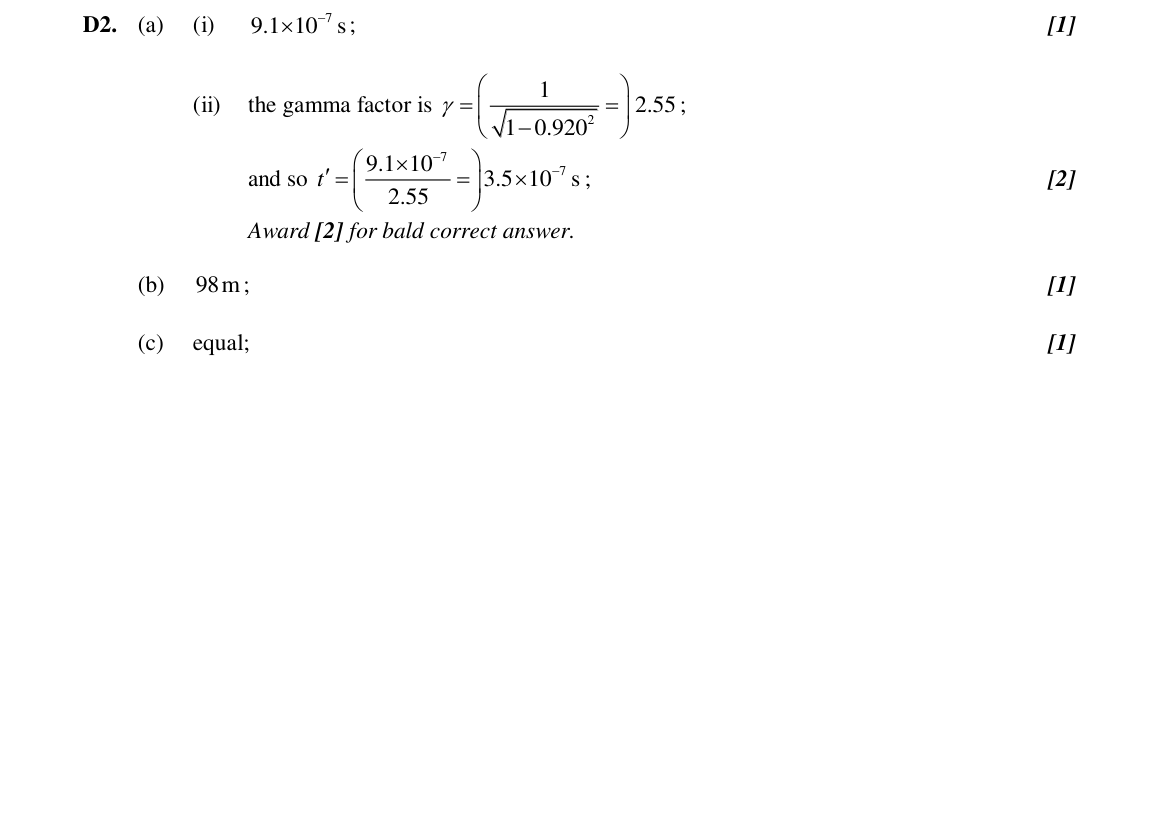 D2. (a) (i) 9.1×10⁻⁷ s; [1]
(ii) the gamma factor is γ = (1/√(1−0.920²) =) 2.55;
and so t′ = (9.1×10⁻⁷/2.55 =) 3.5×10⁻⁷ s; [2]
Award [2] for bald correct answer.
(b) 98 m; [1]
(c) equal; [1]